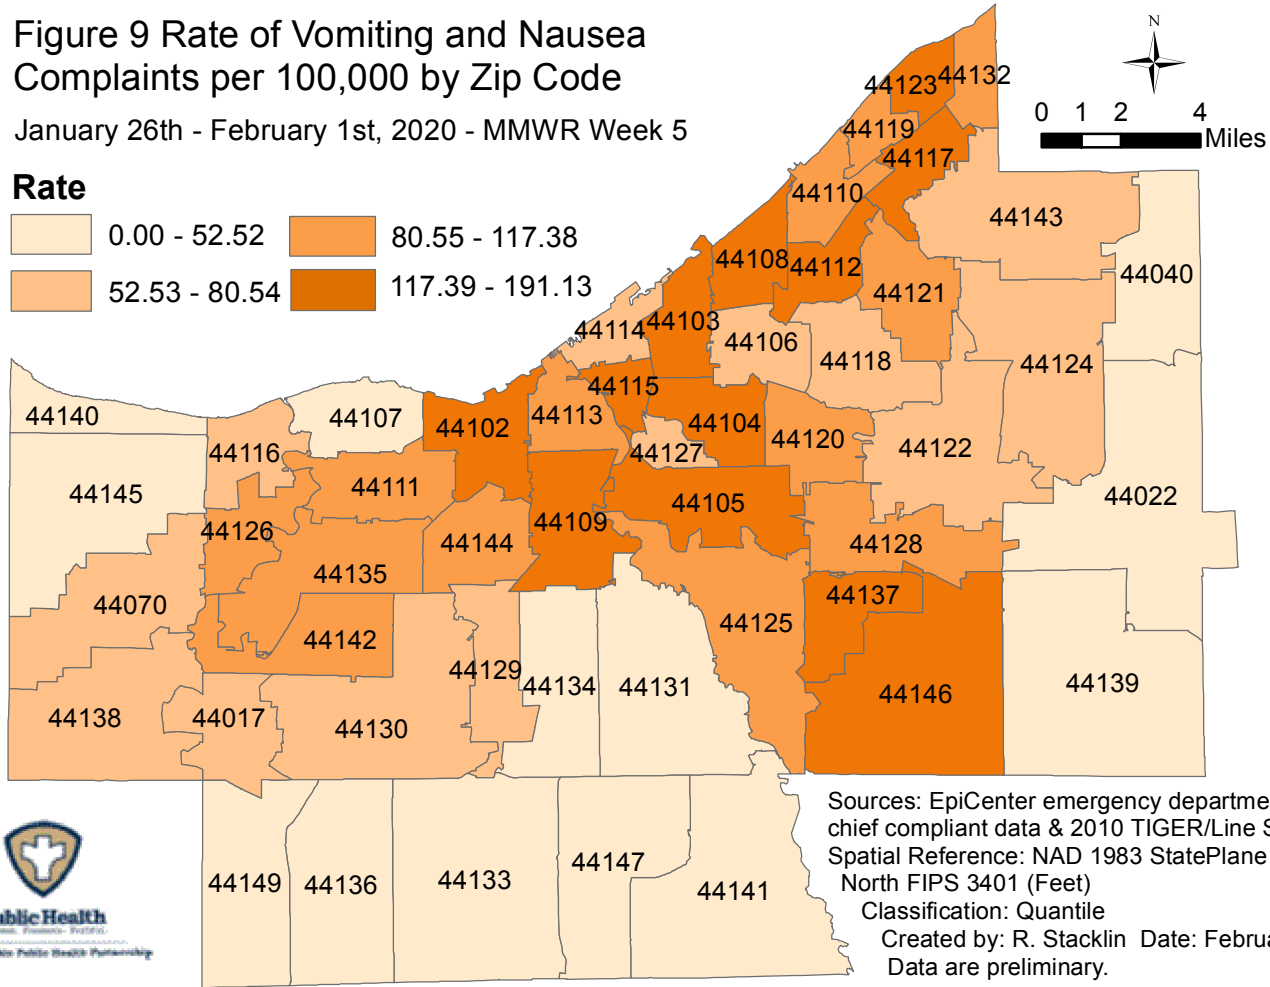 Figure 9 Rate of Vomiting and Nausea
Complaints per 100,000 by Zip Code
January 26th - February 1st, 2020 - MMWR Week 5
Rate
0.00 - 52.52
80.55 - 117.38
52.53 - 80.54
117.39 - 191.13
N
0 1 2 4
Miles
44123
44132
44119
44117
44110
44143
44108
44112
44040
44121
44114
44103
44106
44118
44124
44140
44107
44115
44102
44113
44104
44120
44116
44127
44122
44145
44111
44022
44105
44126
44109
44144
44128
44135
44070
44137
44125
44142
44129
44134
44131
44139
44146
44138
44017
44130
44149
44136
44133
44147
44141
Sources: EpiCenter emergency departme
chief compliant data & 2010 TIGER/Line S
Spatial Reference: NAD 1983 StatePlane
North FIPS 3401 (Feet)
Classification: Quantile
Created by: R. Stacklin Date: Februa
Data are preliminary.
ublic Health
Public Health Partnership